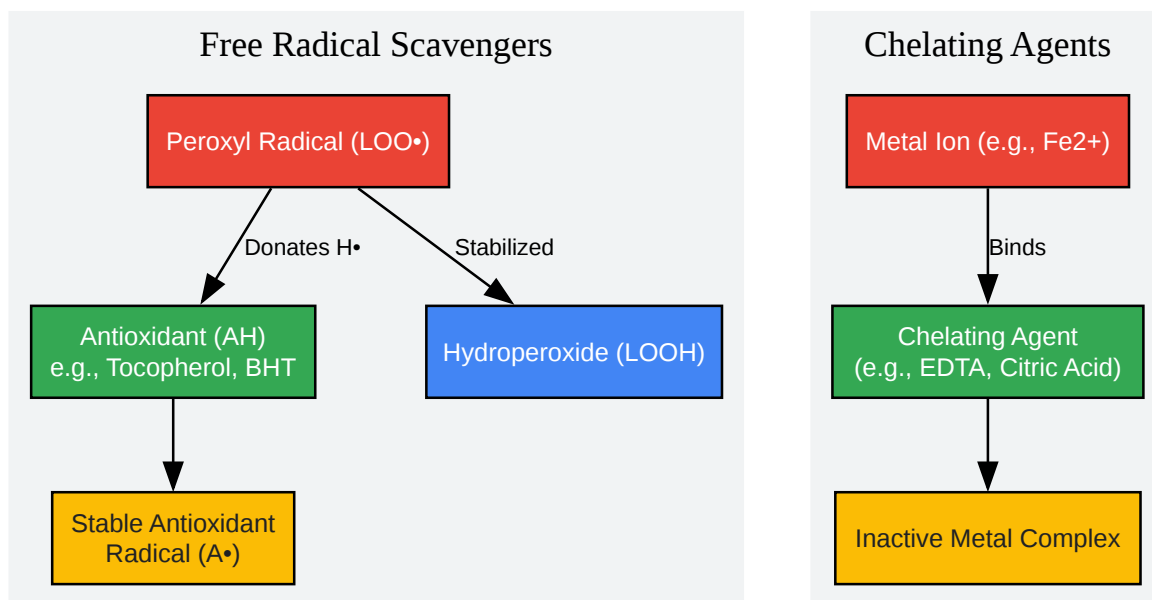 Free Radical Scavengers
Peroxyl Radical (LOO•)
Donates H•
Stabilized
Antioxidant (AH)
e.g., Tocopherol, BHT
Hydroperoxide (LOOH)
Stable Antioxidant
Radical (A•)
Chelating Agents
Metal Ion (e.g., Fe2+)
Binds
Chelating Agent
(e.g., EDTA, Citric Acid)
Inactive Metal Complex